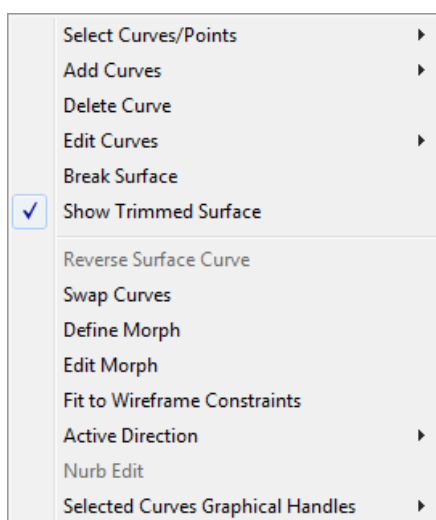 Select Curves/Points
Add Curves
Delete Curve
Edit Curves
Break Surface
Show Trimmed Surface
Reverse Surface Curve
Swap Curves
Define Morph
Edit Morph
Fit to Wireframe Constraints
Active Direction
Nurb Edit
Selected Curves Graphical Handles